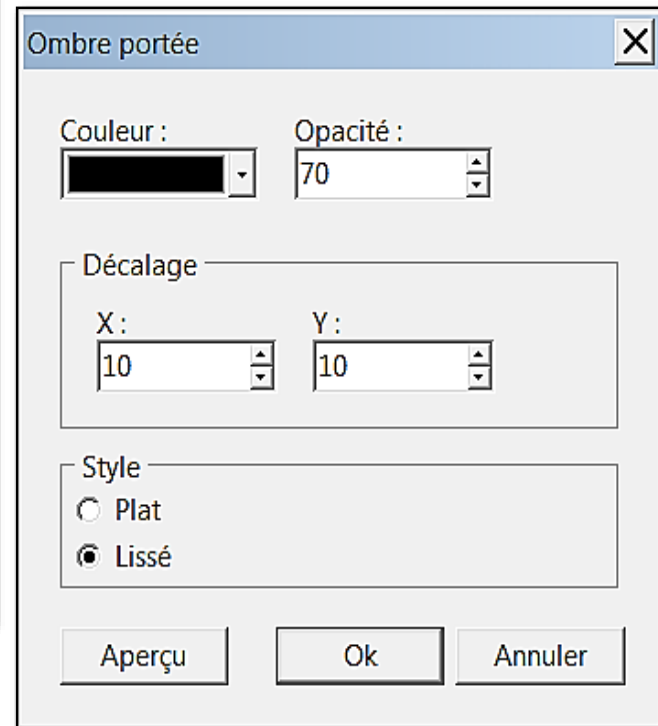 Ombre portée
Couleur : Opacité :
70
Décalage
X : Y :
10 10
Style
Plat
Lissé
Aperçu Ok Annuler